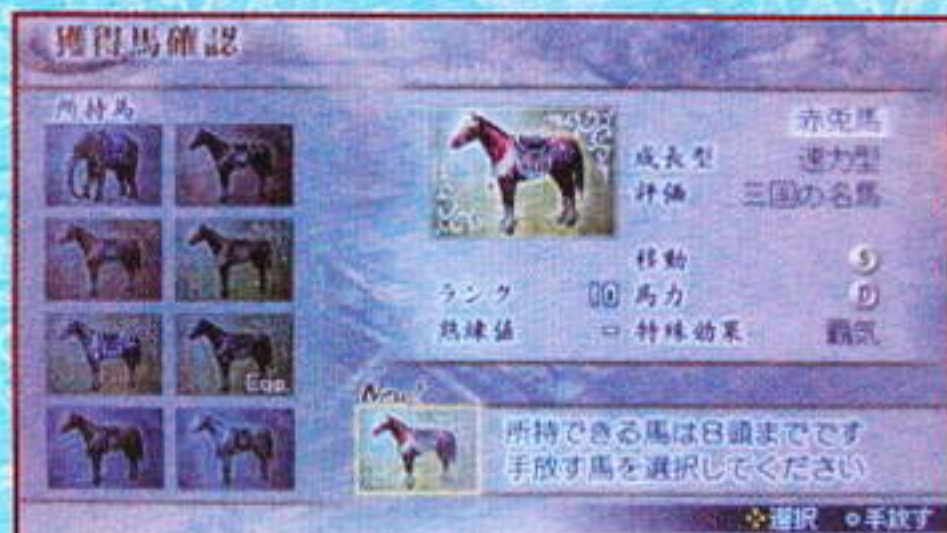 獲得馬確認
所持馬
赤兎馬
成長型 速力型
評価 三国の名馬
移動 S
ランク 馬力 D
熟練値 - 特殊効果 覇気
Eqp.
New!
所持できる馬は8頭までです
手放す馬を選択してください
選択 手放す